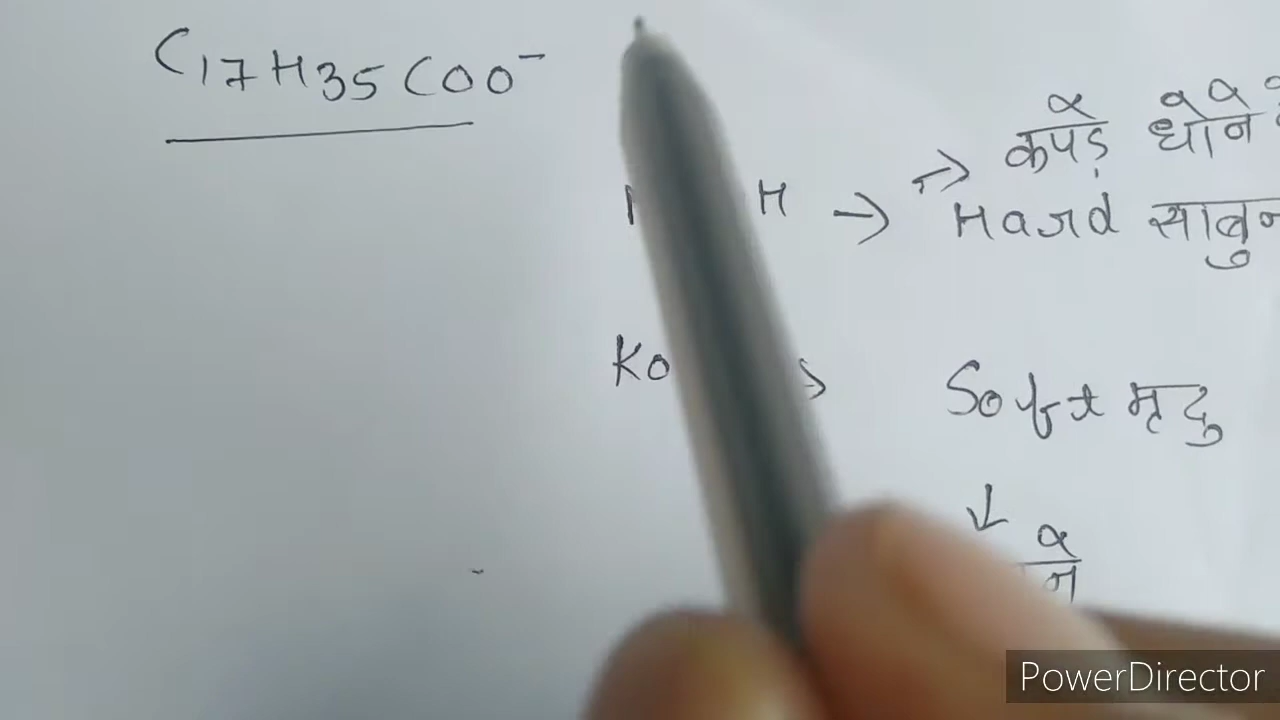 C17H35COO⁻
कपड़े धोने
H → Hard साबुन
KO → Soft मृदु
↓
ने
PowerDirector